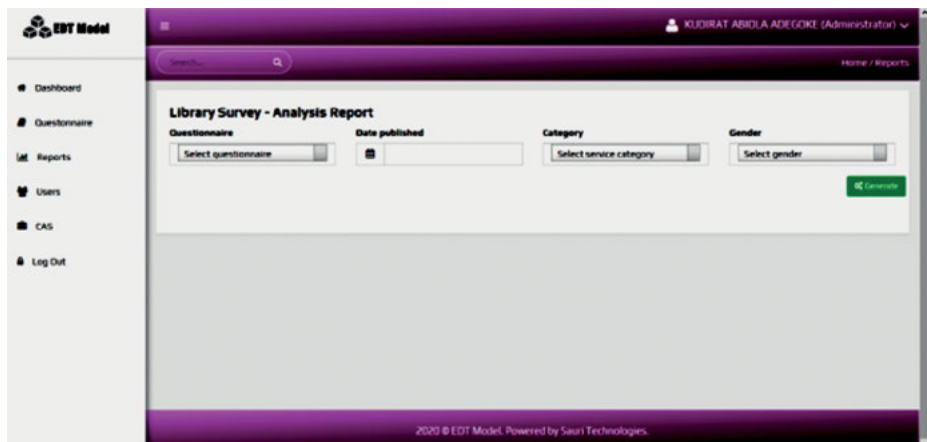 EDT Model
KUDIRAT ABIOLA ADEGOKE (Administrator)
Search...
Home / Reports
Dashboard
Questonnaire
Reports
Users
CAS
Log Out
Library Survey - Analysis Report
Questionnaire
Date published
Category
Gender
Select questionnaire
Select service category
Select gender
Generate
2020 © EDT Model. Powered by Sauri Technologies.